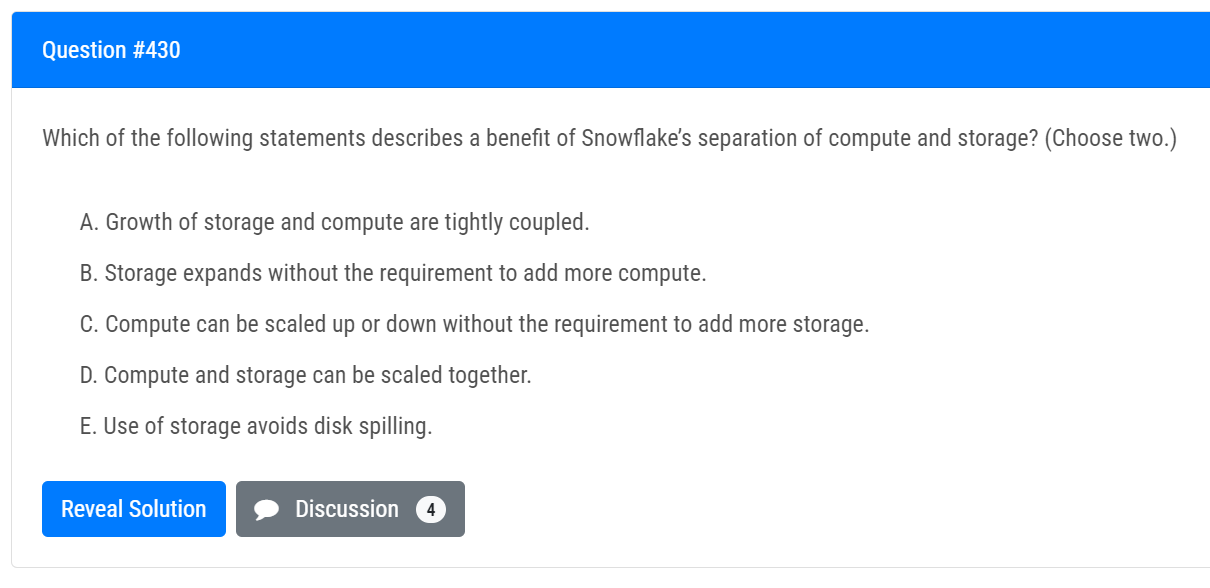 Question #430
Which of the following statements describes a benefit of Snowflake’s separation of compute and storage? (Choose two.)
A. Growth of storage and compute are tightly coupled.
B. Storage expands without the requirement to add more compute.
C. Compute can be scaled up or down without the requirement to add more storage.
D. Compute and storage can be scaled together.
E. Use of storage avoids disk spilling.
Reveal Solution Discussion 4